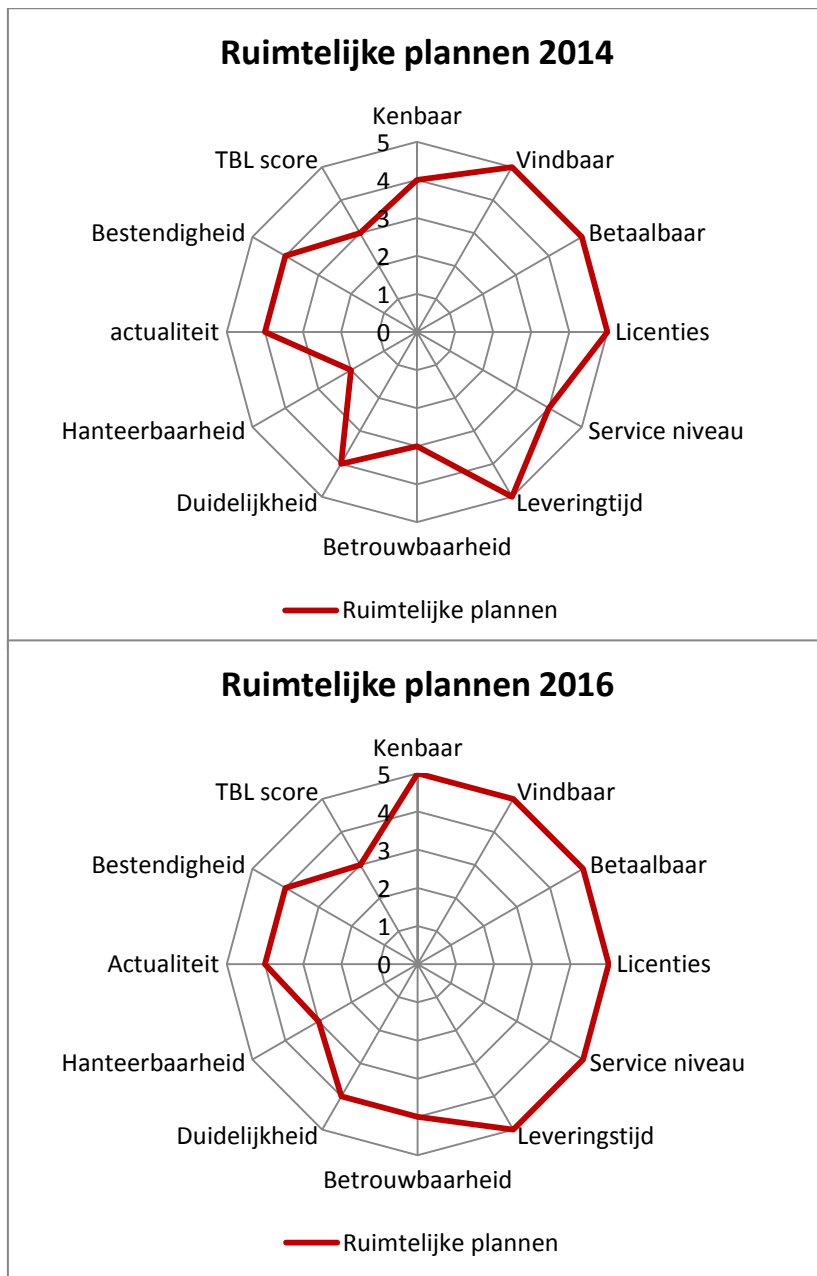 Ruimtelijke plannen 2014
Kenbaar
Vindbaar
Betaalbaar
Licenties
Service niveau
Leveringtijd
Betrouwbaarheid
Duidelijkheid
Hanteerbaarheid
actualiteit
Bestendigheid
TBL score
5
4
3
2
1
0
Ruimtelijke plannen
Ruimtelijke plannen 2016
Kenbaar
Vindbaar
Betaalbaar
Licenties
Service niveau
Leveringstijd
Betrouwbaarheid
Duidelijkheid
Hanteerbaarheid
Actualiteit
Bestendigheid
TBL score
5
4
3
2
1
0
Ruimtelijke plannen